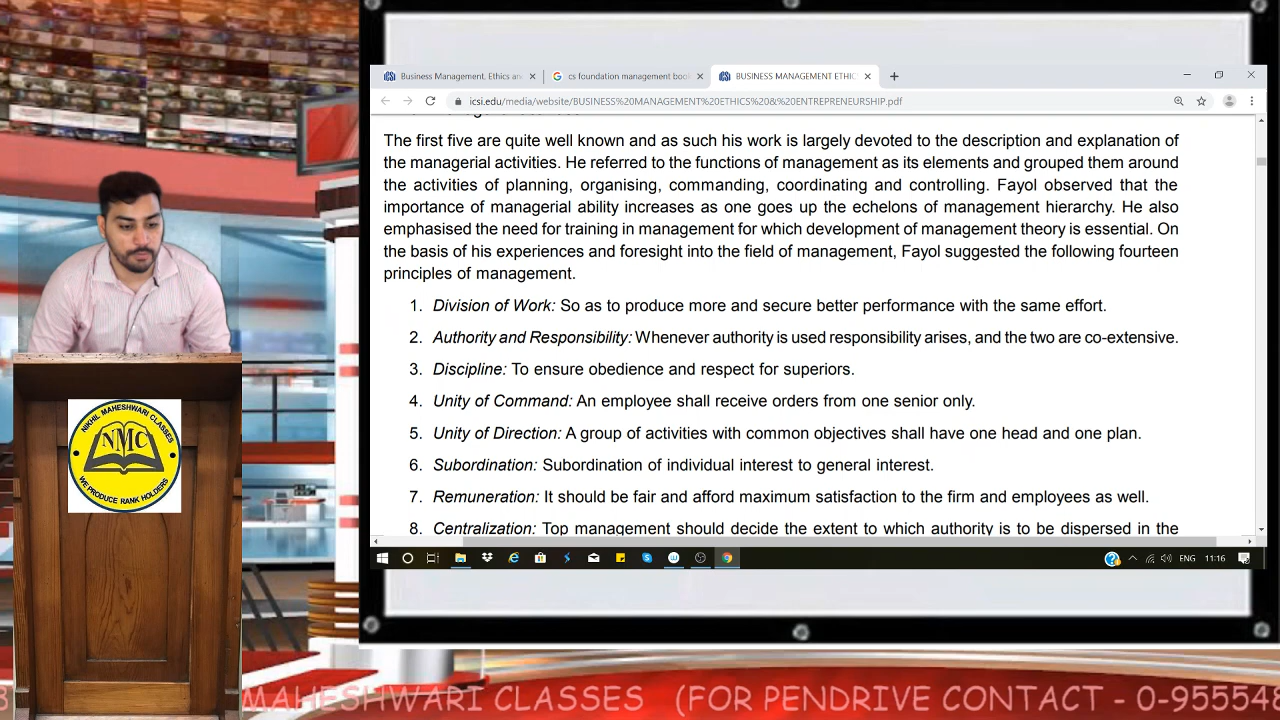 Business Management, Ethics an
cs foundation management boo
BUSINESS MANAGEMENT ETHIC
icsi.edu/media/website/BUSINESS%20MANAGEMENT%20ETHICS%20&%20ENTREPRENEURSHIP.pdf
The first five are quite well known and as such his work is largely devoted to the description and explanation of
the managerial activities. He referred to the functions of management as its elements and grouped them around
the activities of planning, organising, commanding, coordinating and controlling. Fayol observed that the
importance of managerial ability increases as one goes up the echelons of management hierarchy. He also
emphasised the need for training in management for which development of management theory is essential. On
the basis of his experiences and foresight into the field of management, Fayol suggested the following fourteen
principles of management.
1. Division of Work: So as to produce more and secure better performance with the same effort.
2. Authority and Responsibility: Whenever authority is used responsibility arises, and the two are co-extensive.
3. Discipline: To ensure obedience and respect for superiors.
4. Unity of Command: An employee shall receive orders from one senior only.
5. Unity of Direction: A group of activities with common objectives shall have one head and one plan.
6. Subordination: Subordination of individual interest to general interest.
7. Remuneration: It should be fair and afford maximum satisfaction to the firm and employees as well.
8. Centralization: Top management should decide the extent to which authority is to be dispersed in the
ENG 11:16
NIKHIL MAHESHWARI CLASSES
NMC
WE PRODUCE RANK HOLDERS
MAHESHWARI CLASSES (FOR PENDRIVE CONTACT - 0-95554